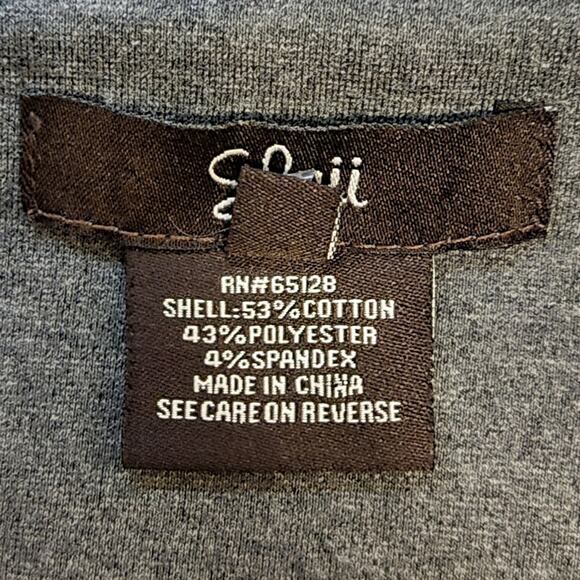 RN#65128
SHELL:53%COTTON
43%POLYESTER
4%SPANDEX
MADE IN CHINA
SEE CARE ON REVERSE